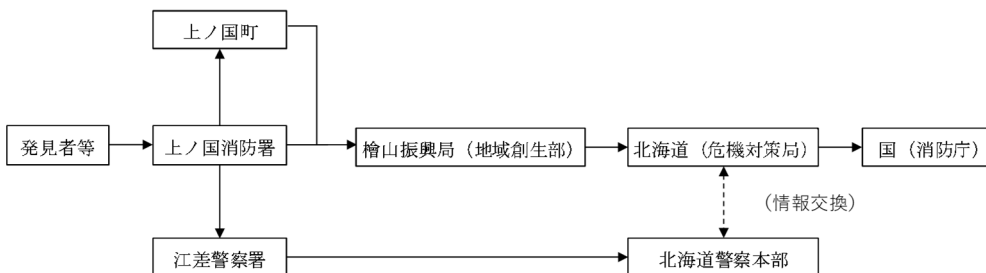 上ノ国町
発見者等
上ノ国消防署
檜山振興局（地域創生部）
北海道（危機対策局）
国（消防庁）
（情報交換）
江差警察署
北海道警察本部